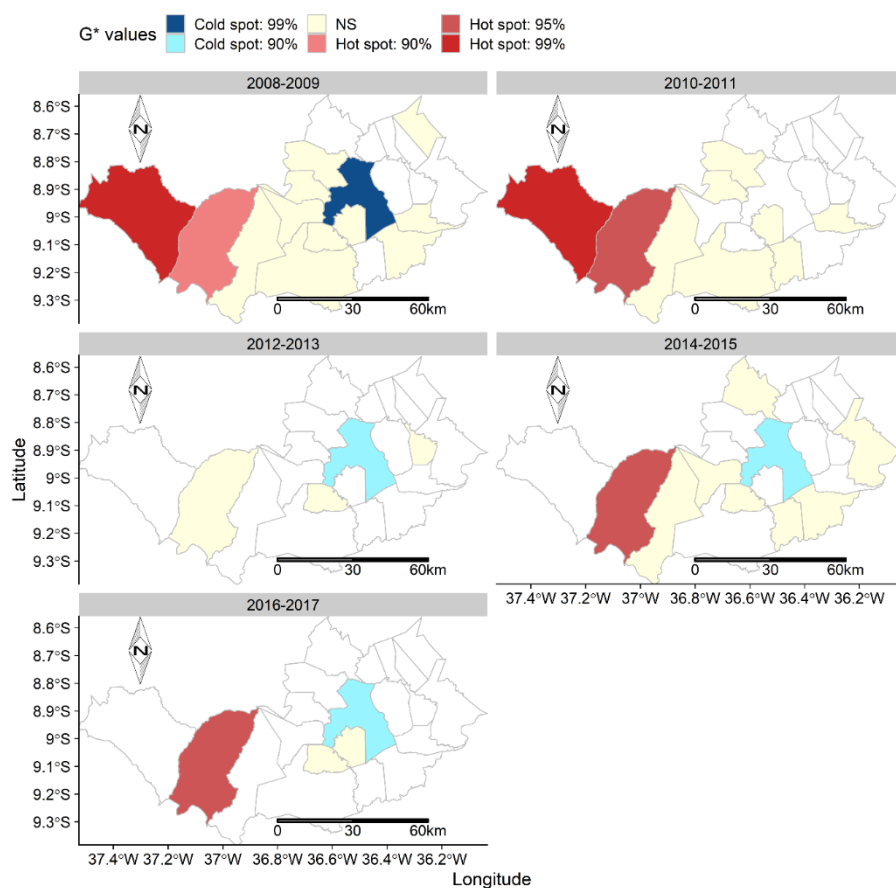 G* values
Cold spot: 99%
NS
Hot spot: 95%
Cold spot: 90%
Hot spot: 90%
Hot spot: 99%
2008-2009
2010-2011
8.6°S
8.7°S
8.8°S
8.9°S
9°S
9.1°S
9.2°S
9.3°S
N
0 30 60km
N
0 30 60km
2012-2013
2014-2015
8.6°S
8.7°S
8.8°S
8.9°S
9°S
9.1°S
9.2°S
9.3°S
N
0 30 60km
N
0 30 60km
37.4°W 37.2°W 37°W 36.8°W 36.6°W 36.4°W 36.2°W
2016-2017
8.6°S
8.7°S
8.8°S
8.9°S
9°S
9.1°S
9.2°S
9.3°S
N
0 30 60km
37.4°W 37.2°W 37°W 36.8°W 36.6°W 36.4°W 36.2°W
Latitude
Longitude